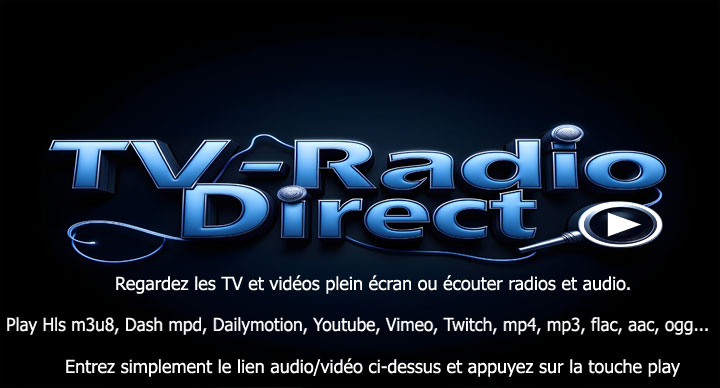 TV-Radio
Direct
Regardez les TV et vidéos plein écran ou écouter radios et audio.
Play Hls m3u8, Dash mpd, Dailymotion, Youtube, Vimeo, Twitch, mp4, mp3, flac, aac, ogg...
Entrez simplement le lien audio/vidéo ci-dessus et appuyez sur la touche play